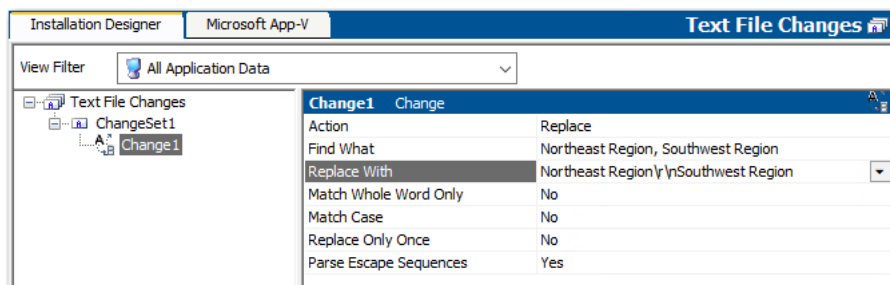 Installation Designer Microsoft App-V Text File Changes
View Filter All Application Data
Text File Changes
ChangeSet1
Change1
Change1 Change
Action Replace
Find What Northeast Region, Southwest Region
Replace With Northeast Region\r\nSouthwest Region
Match Whole Word Only No
Match Case No
Replace Only Once No
Parse Escape Sequences Yes